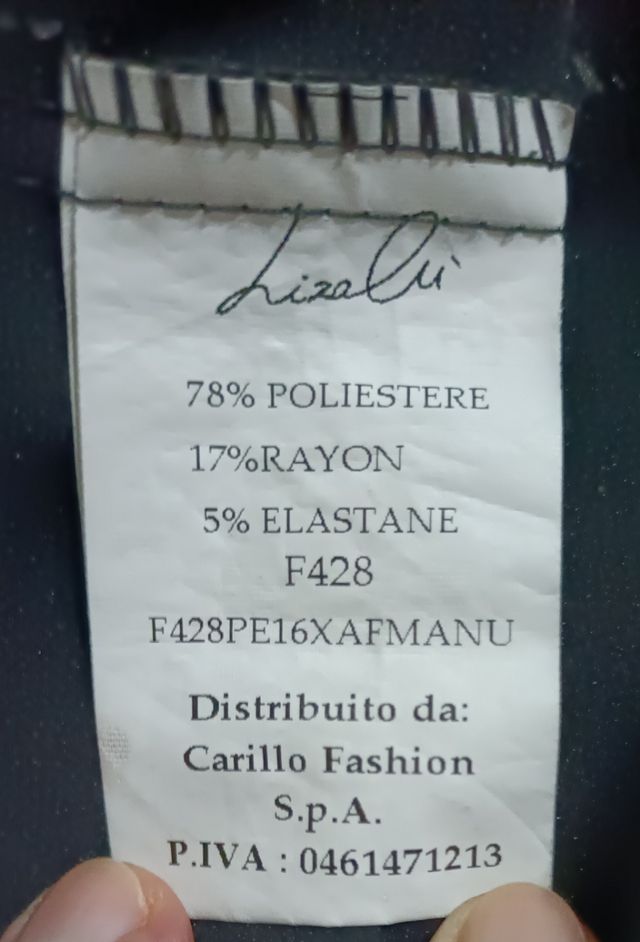 LizaLù
78% POLIESTERE
17%RAYON
5% ELASTANE
F428
F428PE16XAFMANU
Distribuito da:
Carillo Fashion
S.p.A.
P.IVA : 0461471213